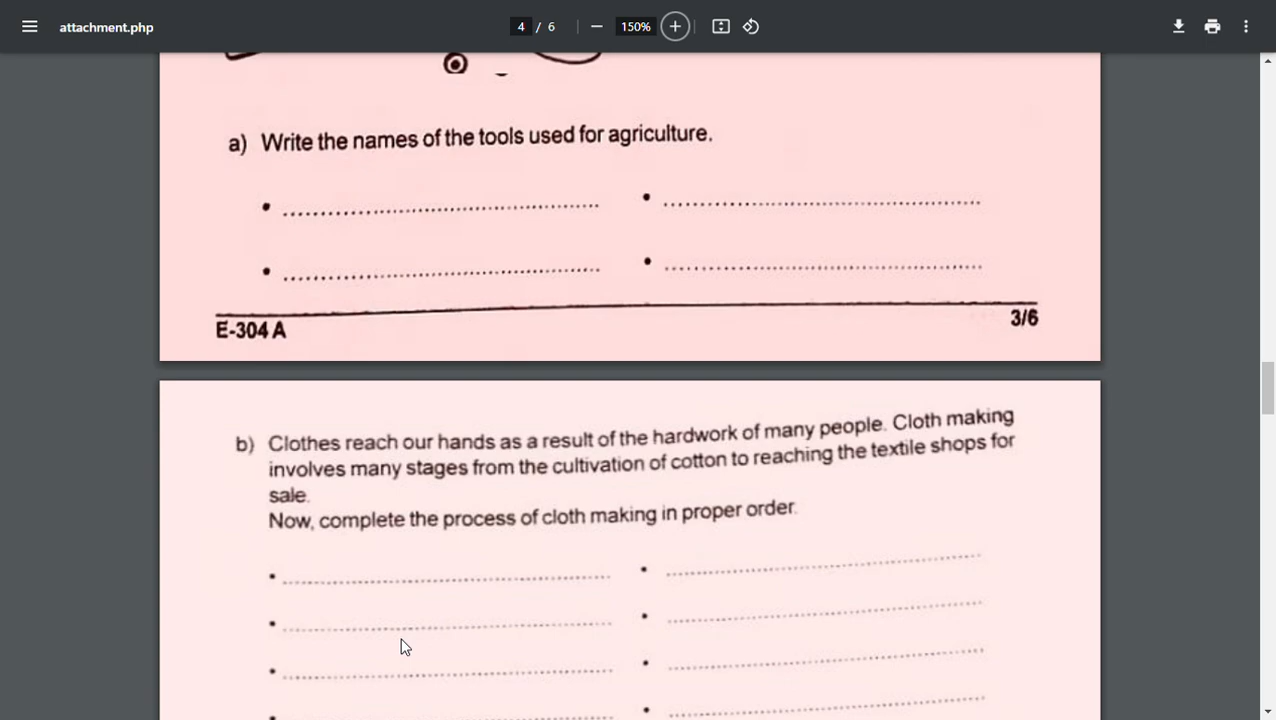 attachment.php
4 / 6
150%
a) Write the names of the tools used for agriculture.
E-304 A
3/6
b) Clothes reach our hands as a result of the hardwork of many people. Cloth making
involves many stages from the cultivation of cotton to reaching the textile shops for
sale.
Now, complete the process of cloth making in proper order.